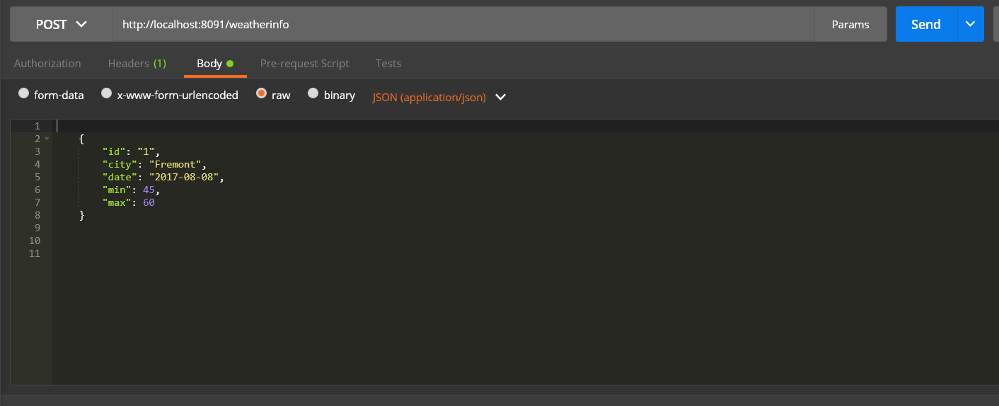 POST http://localhost:8091/weatherinfo Params Send
Authorization Headers (1) Body Pre-request Script Tests
form-data x-www-form-urlencoded raw binary JSON (application/json)
1
2 {
3 "id": "1",
4 "city": "Fremont",
5 "date": "2017-08-08",
6 "min": 45,
7 "max": 60
8 }
9
10
11